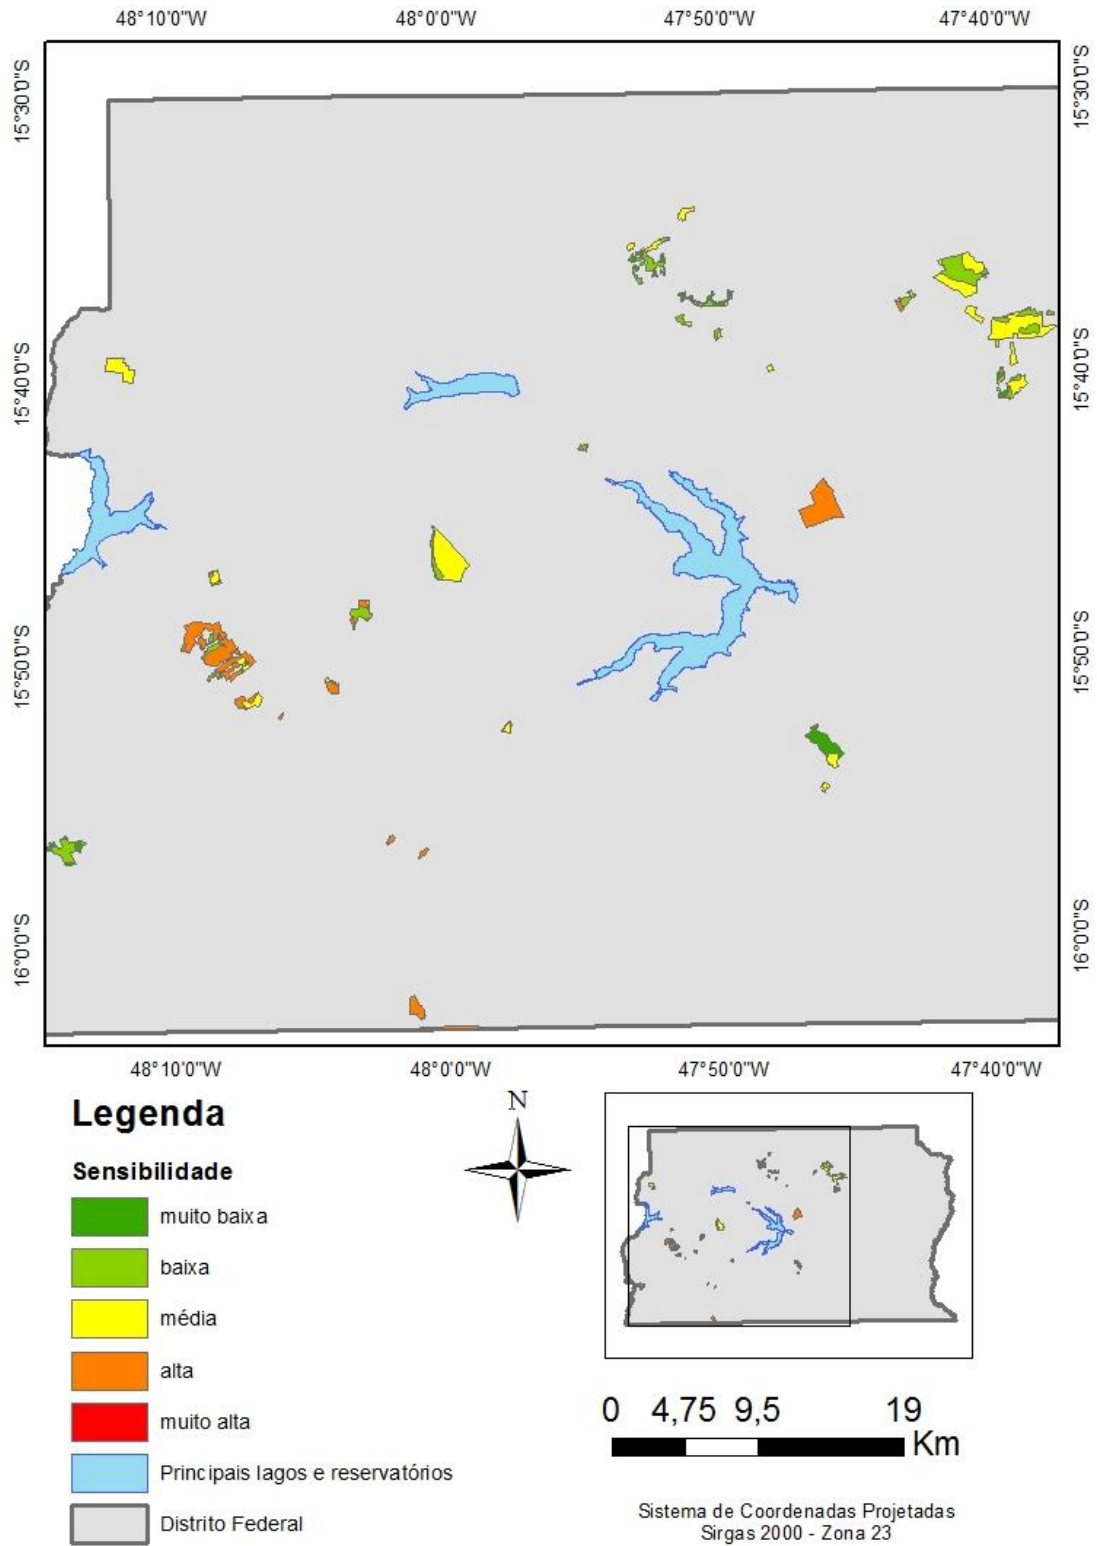 48°10'0"W 48°0'0"W 47°50'0"W 47°40'0"W
15°30'0"S 15°30'0"S
15°40'0"S 15°40'0"S
15°50'0"S 15°50'0"S
16°0'0"S 16°0'0"S
48°10'0"W 48°0'0"W 47°50'0"W 47°40'0"W
Legenda
N
Sensibilidade
muito baixa
baixa
média
alta
muito alta
Principais lagos e reservatórios
Distrito Federal
0 4,75 9,5 19
Km
Sistema de Coordenadas Projetadas
Sirgas 2000 - Zona 23